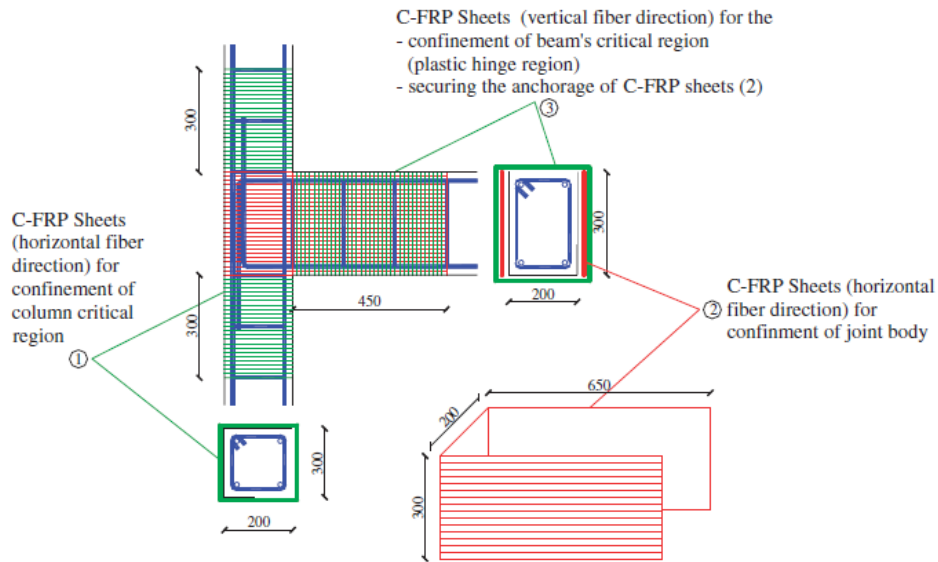 C-FRP Sheets (vertical fiber direction) for the
- confinement of beam's critical region
(plastic hinge region)
- securing the anchorage of C-FRP sheets (2)
3
300
300
C-FRP Sheets
(horizontal fiber
direction) for
confinement of
column critical
region
1
300
450
200
C-FRP Sheets (horizontal
2 fiber direction) for
confinment of joint body
650
200
300
300
200